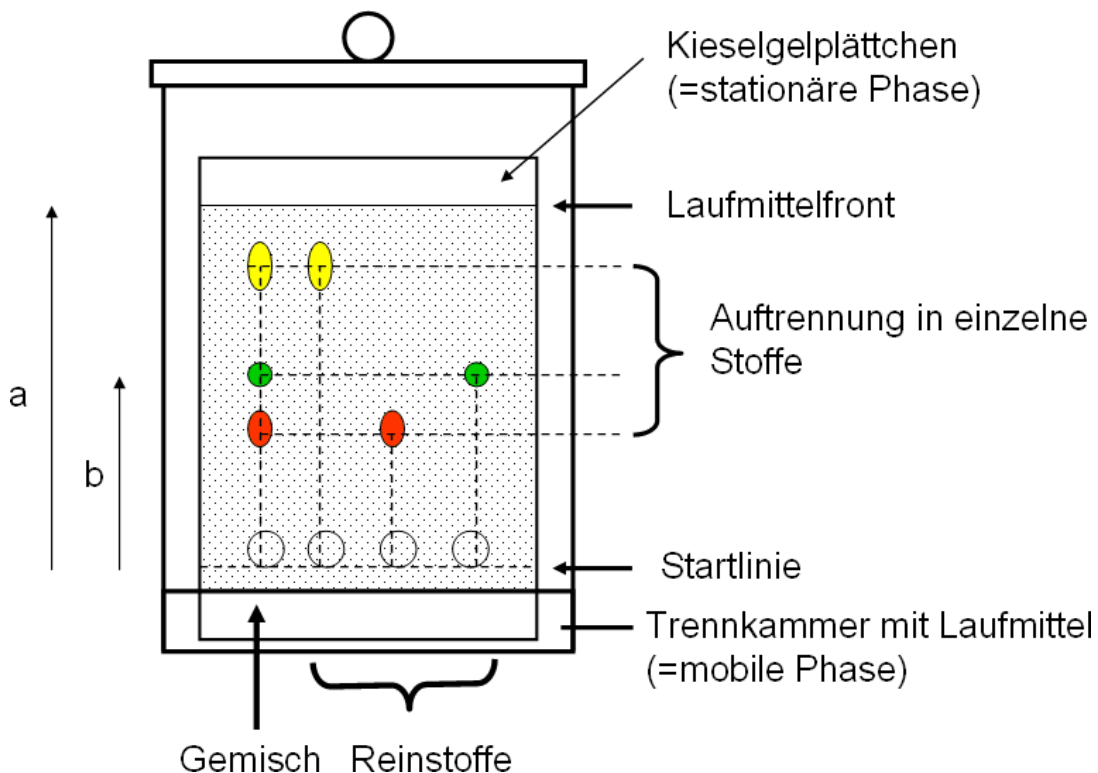 Kieselgelplättchen
(=stationäre Phase)
Laufmittelfront
Auftrennung in einzelne
Stoffe
a
b
Startlinie
Trennkammer mit Laufmittel
(=mobile Phase)
Gemisch Reinstoffe